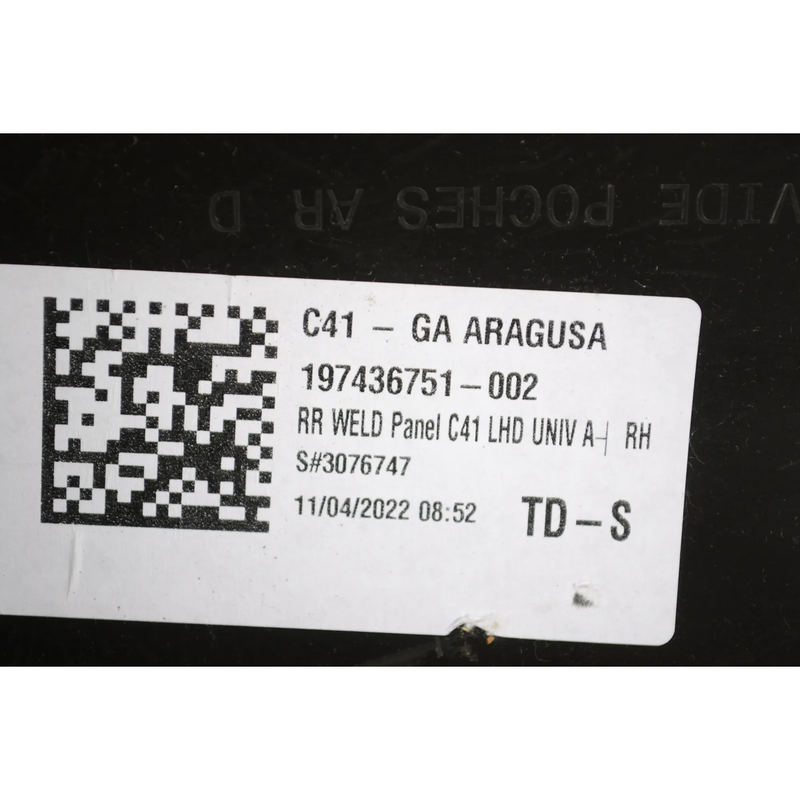 VIDE POCHES AR D
C41 – GA ARAGUSA
197436751–002
RR WELD Panel C41 LHD UNIV A-| RH
S#3076747
11/04/2022 08:52
TD–S